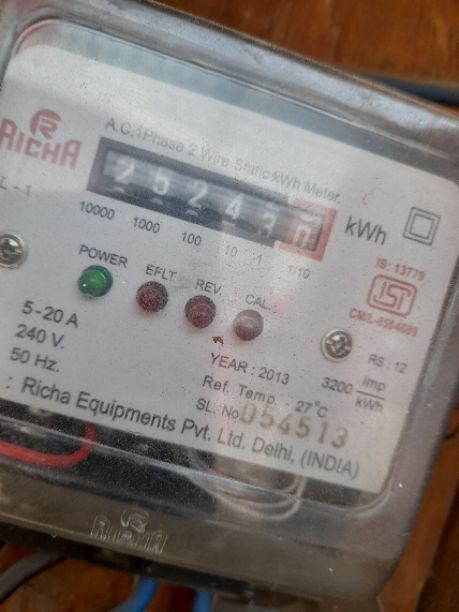 RICHA
A.C.1Phase 2 Wire Static kWh Meter.
L - 1
2 5 2 4
kWh
10000 1000 100 10 1 1/10
IS: 13779
POWER EFLT REV. CAL.
5-20 A
240 V.
50 Hz.
RS : 12
YEAR : 2013
3200 Imp/kWh
Ref. Temp. 27°C
SL. No. 054513
: Richa Equipments Pvt. Ltd. Delhi, (INDIA)
RICHA